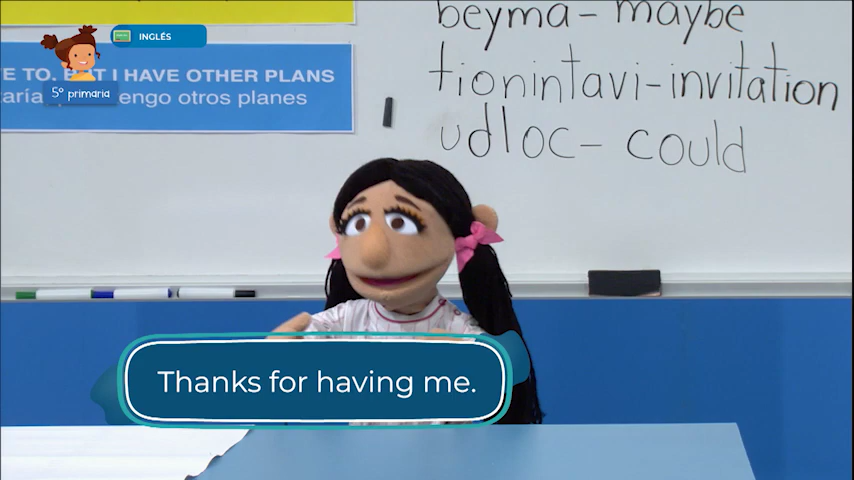 beyma- maybe
INGLÉS
E TO. BUT I HAVE OTHER PLANS
5º primaria
engo otros planes
tionintavi-invitation
udloc- could
Thanks for having me.